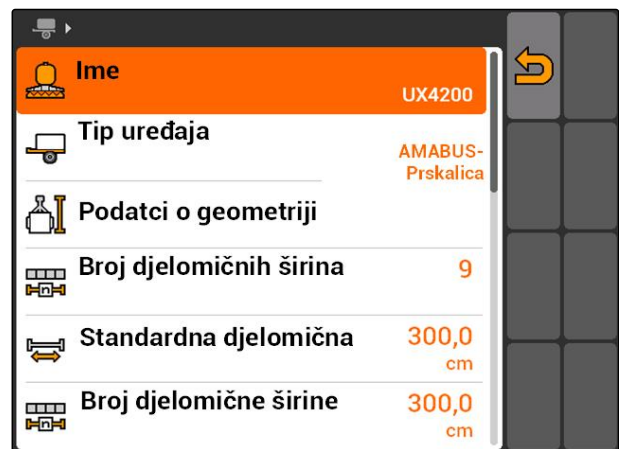 Ime
UX4200
Tip uređaja
AMABUS-
Prskalica
Podatci o geometriji
Broj djelomičnih širina
9
Standardna djelomična
300,0
cm
Broj djelomične širine
300,0
cm